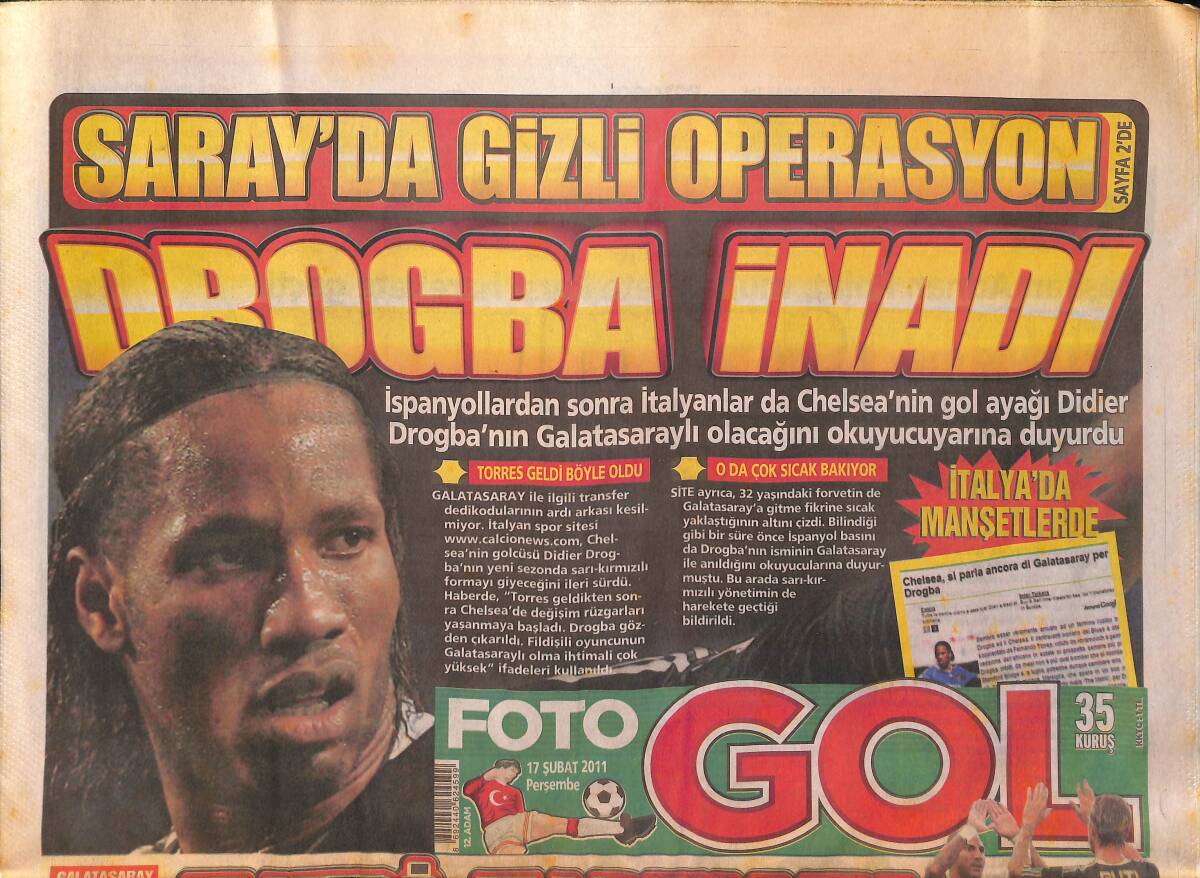 SARAY'DA GİZLİ OPERASYON
SAYFA 2'DE
DROGBA İNADI
İspanyollardan sonra İtalyanlar da Chelsea'nin gol ayağı Didier
Drogba'nın Galatasaraylı olacağını okuyucuyarına duyurdu
TORRES GELDİ BÖYLE OLDU
GALATASARAY ile ilgili transfer
dedikodularının ardı arkası kesil-
miyor. İtalyan spor sitesi
www.calcionews.com, Chel-
sea'nin golcüsü Didier Drog-
ba'nın yeni sezonda sarı-kırmızılı
formayı giyeceğini ileri sürdü.
Haberde, "Torres geldikten son-
ra Chelsea'de değişim rüzgarları
yaşanmaya başladı. Drogba göz-
den çıkarıldı. Fildişili oyuncunun
Galatasaraylı olma ihtimali çok
yüksek" ifadeleri kullanıldı.
O DA ÇOK SICAK BAKIYOR
SİTE ayrıca, 32 yaşındaki forvetin de
Galatasaray'a gitme fikrine sıcak
yaklaştığının altını çizdi. Bilindiği
gibi bir süre önce İspanyol basını
da Drogba'nın isminin Galatasaray
ile anıldığını okuyucularına duyur-
muştu. Bu arada sarı-kır-
mızılı yönetimin de
harekete geçtiği
bildirildi.
İTALYA'DA
MANŞETLERDE
Chelsea, si parla ancora di Galatasaray per
Drogba
FOTO
GOL
17 ŞUBAT 2011
Perşembe
35
KURUŞ
12. ADAM
GALATASARAY